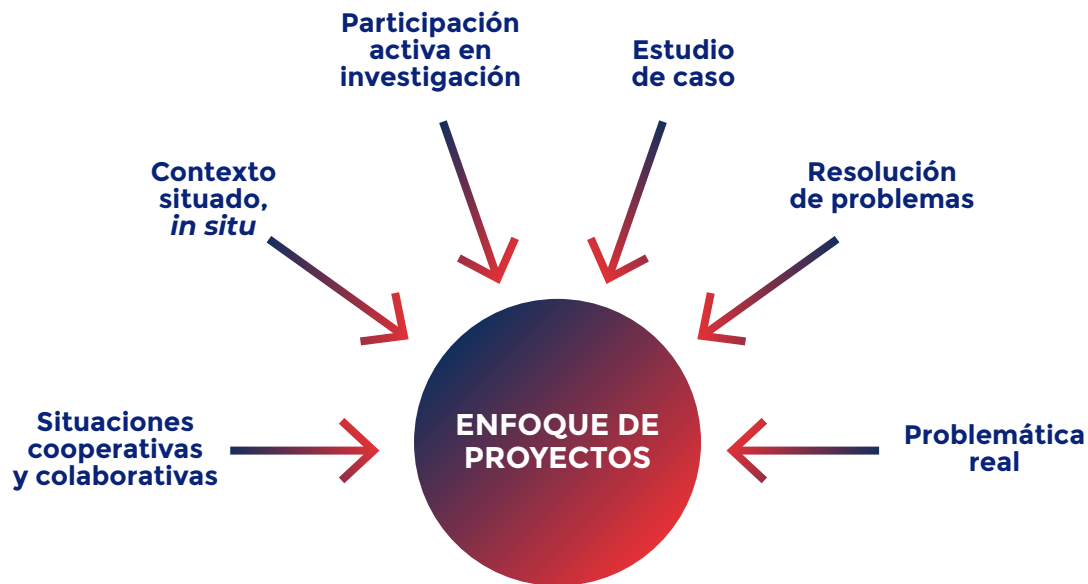 Participación
activa en
investigación
Estudio
de caso
Contexto
situado,
in situ
Resolución
de problemas
Situaciones
cooperativas
y colaborativas
ENFOQUE DE
PROYECTOS
Problemática
real